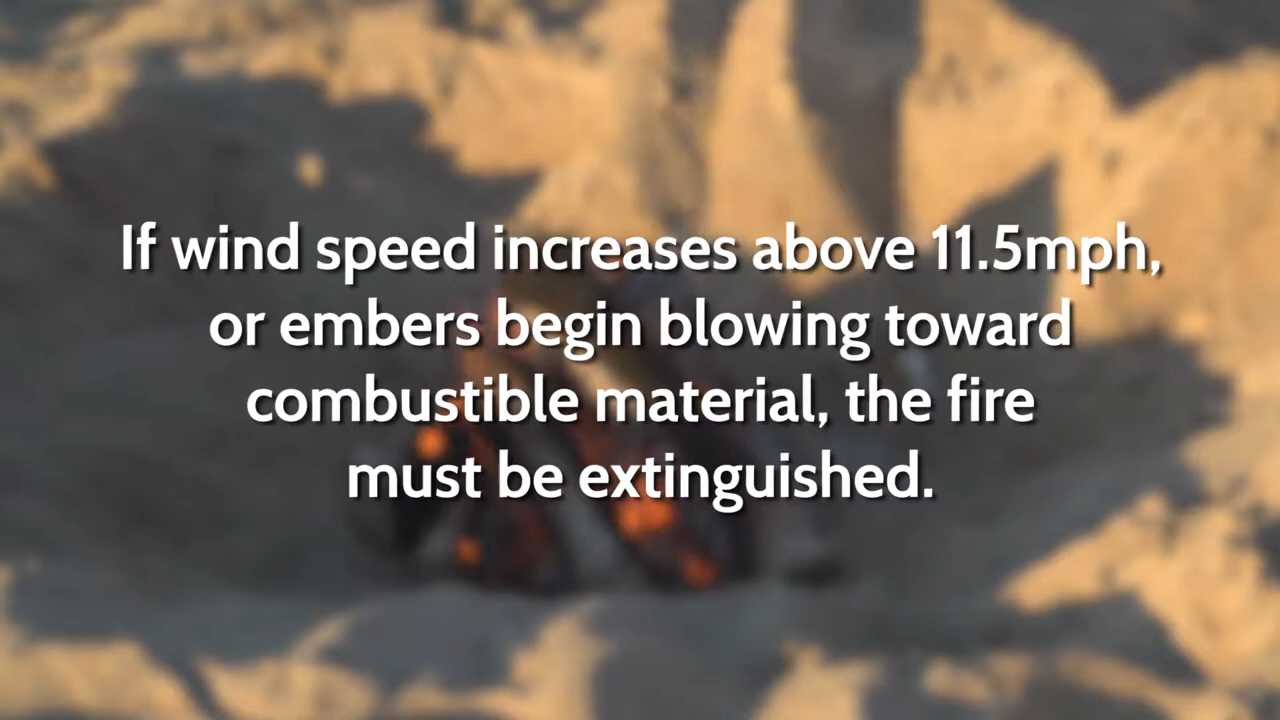 If wind speed increases above 11.5mph,
or embers begin blowing toward
combustible material, the fire
must be extinguished.